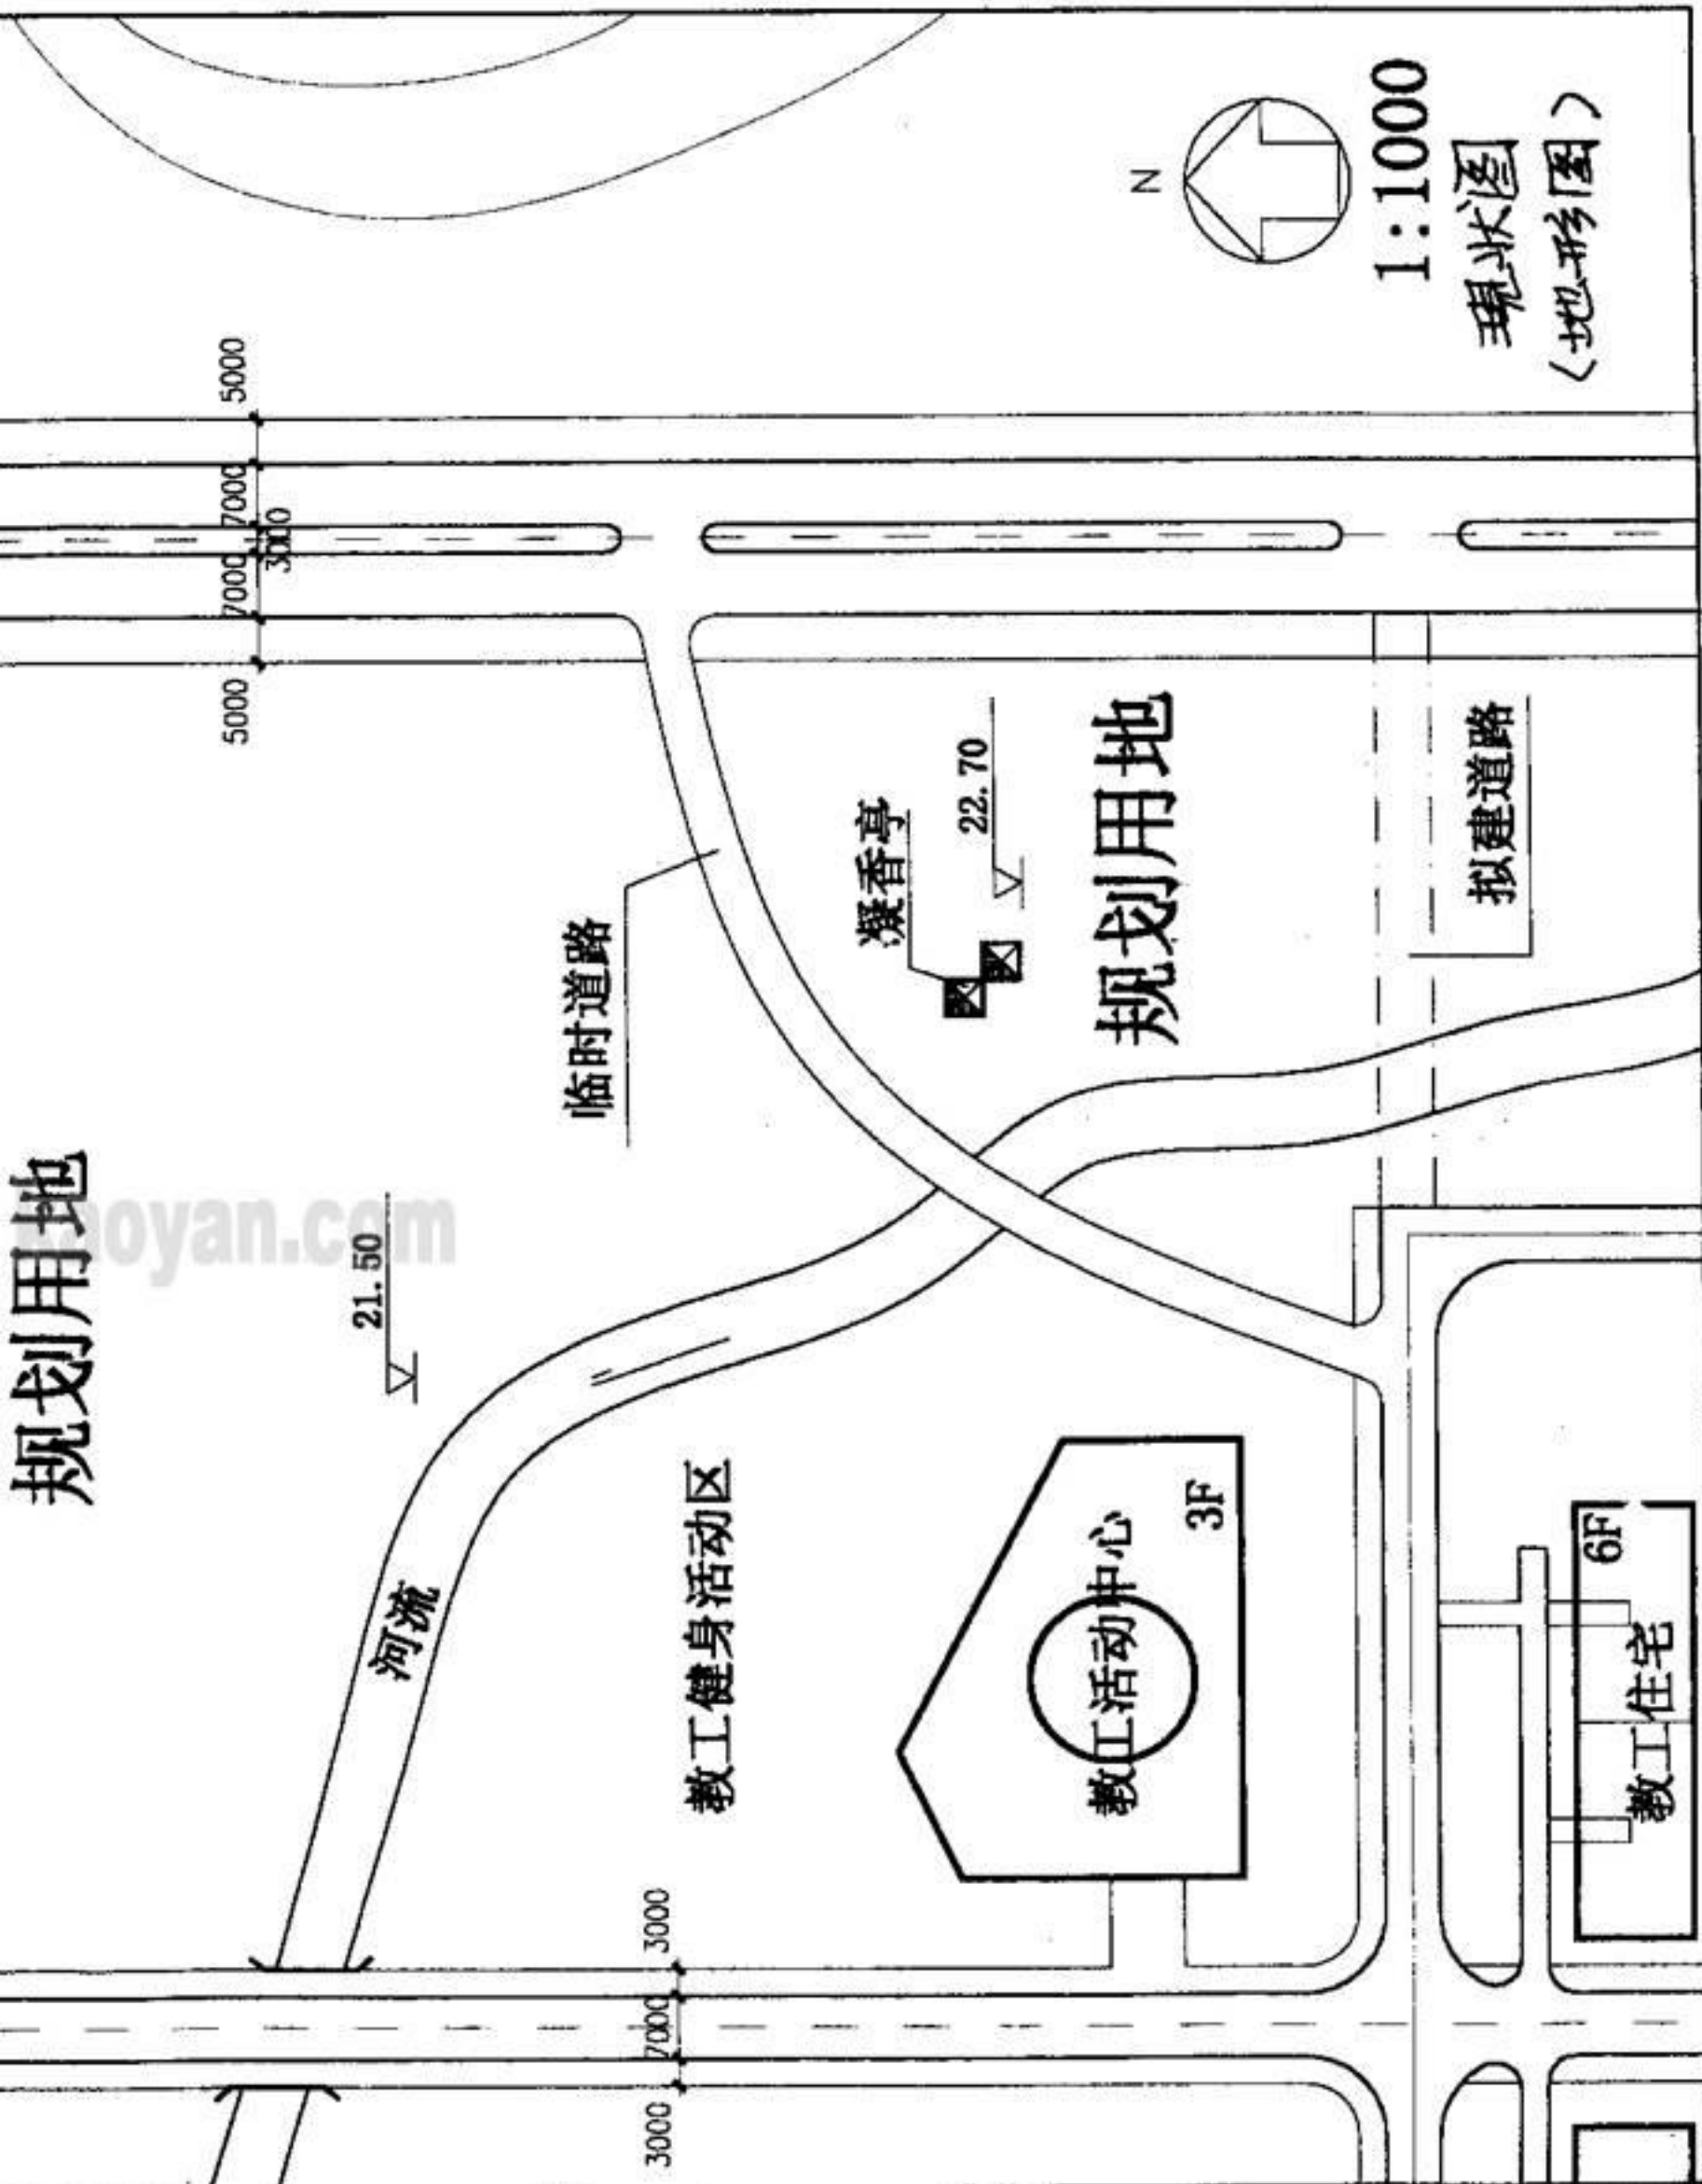 5000
7000
3000
7000
5000
N
1:1000
现状图
(地形图)
规划用地
21.50
临时道路
凝香亭
22.70
规划用地
拟建道路
河流
教工健身活动区
教工活动中心
3F
6F
教工住宅
3000
7000
3000
kaoyan.com